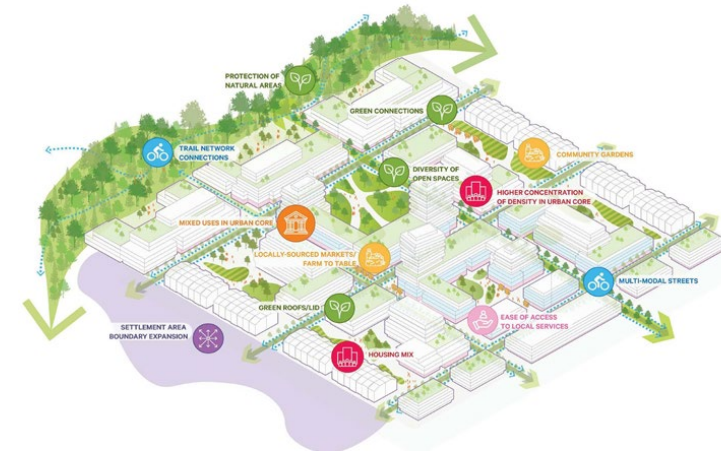 PROTECTION OF
NATURAL AREAS
GREEN CONNECTIONS
TRAIL NETWORK
CONNECTIONS
COMMUNITY GARDENS
DIVERSITY OF
OPEN SPACES
HIGHER CONCENTRATION
OF DENSITY IN URBAN CORE
MIXED USES IN URBAN CORE
LOCALLY-SOURCED MARKETS/
FARM TO TABLE
MULTI-MODAL STREETS
GREEN ROOFS/LID
EASE OF ACCESS
TO LOCAL SERVICES
SETTLEMENT AREA
BOUNDARY EXPANSION
HOUSING MIX